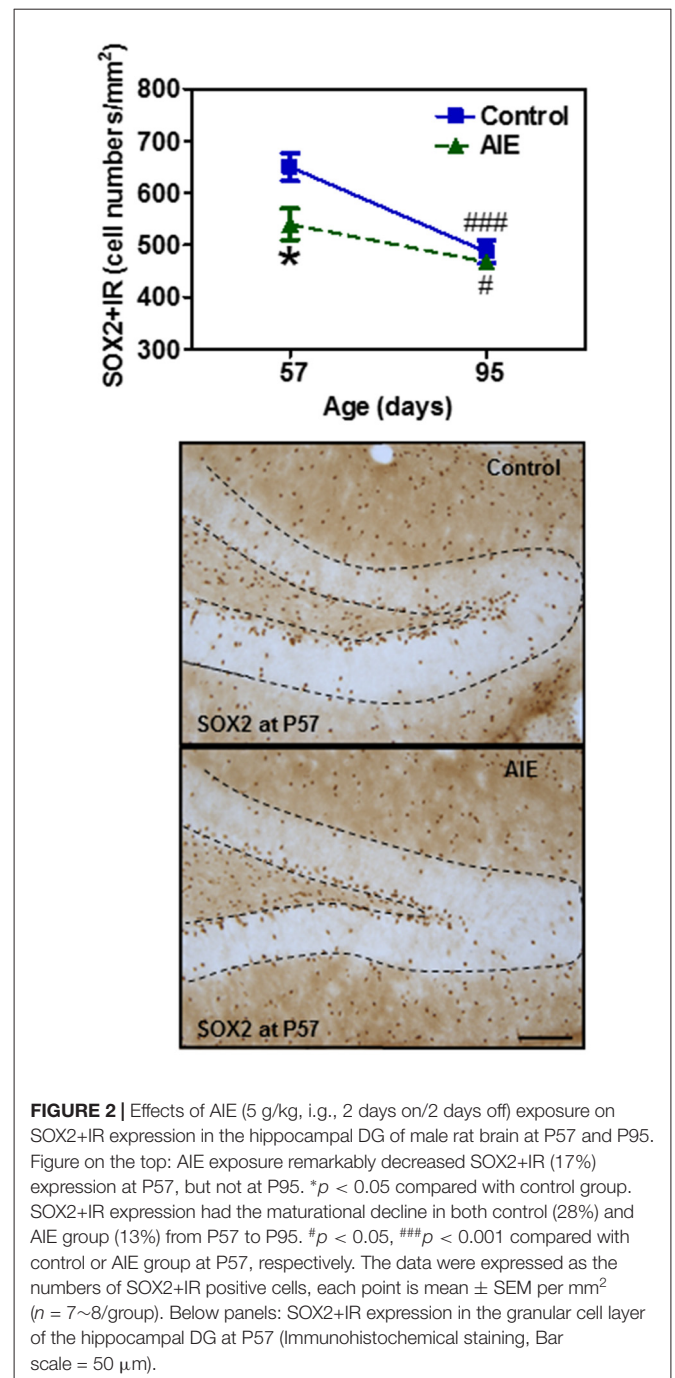 SOX2+IR (cell numbers/mm²)
800
700
600
500
400
300
Control
AIE
*
###
#
57
95
Age (days)
Control
SOX2 at P57
AIE
SOX2 at P57
FIGURE 2 | Effects of AIE (5 g/kg, i.g., 2 days on/2 days off) exposure on
SOX2+IR expression in the hippocampal DG of male rat brain at P57 and P95.
Figure on the top: AIE exposure remarkably decreased SOX2+IR (17%)
expression at P57, but not at P95. *p < 0.05 compared with control group.
SOX2+IR expression had the maturational decline in both control (28%) and
AIE group (13%) from P57 to P95. #p < 0.05, ###p < 0.001 compared with
control or AIE group at P57, respectively. The data were expressed as the
numbers of SOX2+IR positive cells, each point is mean ± SEM per mm²
(n = 7~8/group). Below panels: SOX2+IR expression in the granular cell layer
of the hippocampal DG at P57 (Immunohistochemical staining, Bar
scale = 50 μm).